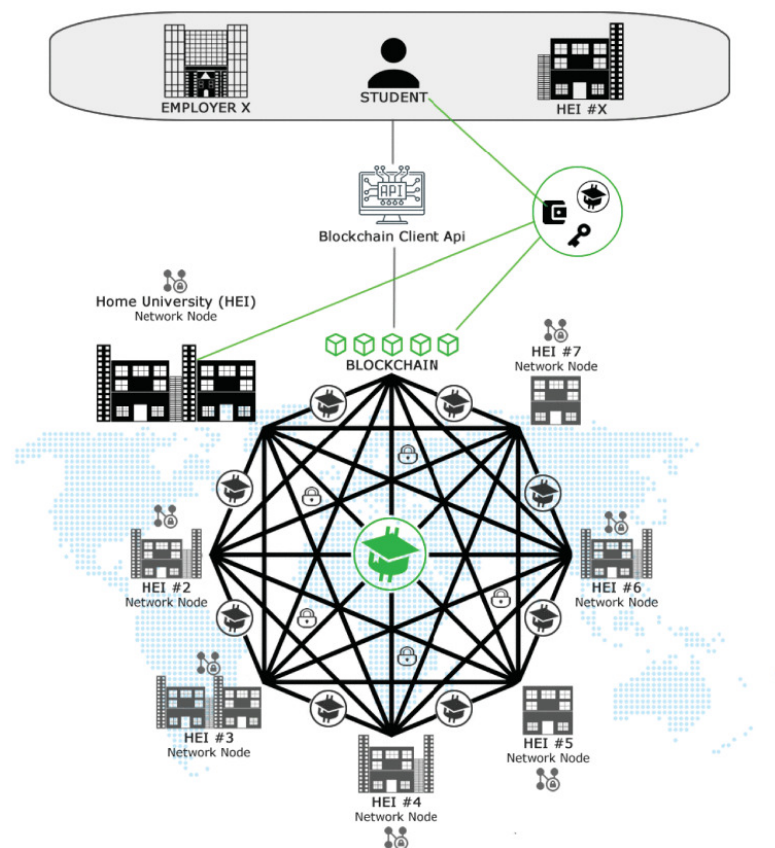 EMPLOYER X
STUDENT
HEI #X
API
Blockchain Client Api
Home University (HEI)
Network Node
BLOCKCHAIN
HEI #7
Network Node
HEI #2
Network Node
HEI #6
Network Node
HEI #3
Network Node
HEI #5
Network Node
HEI #4
Network Node